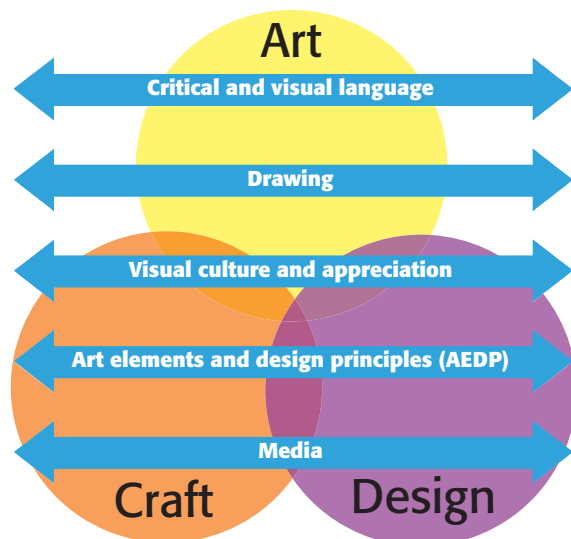 Art
Critical and visual language
Drawing
Visual culture and appreciation
Art elements and design principles (AEDP)
Media
Craft
Design